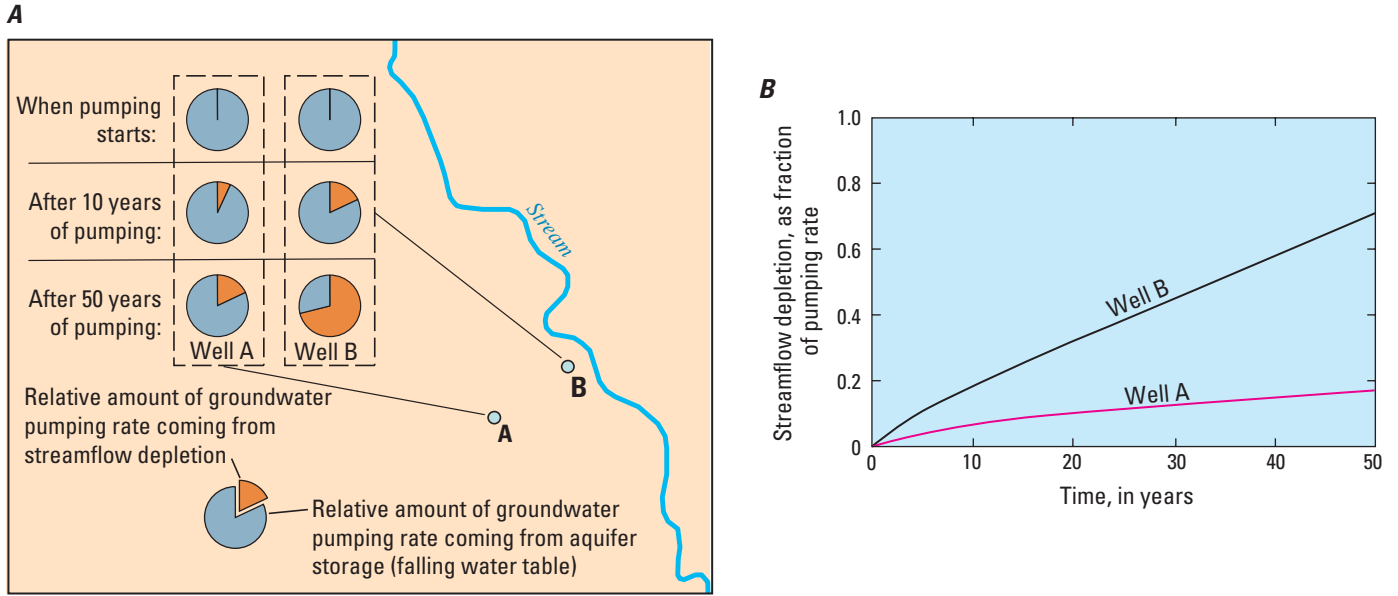 A
When pumping
starts:
After 10 years
of pumping:
After 50 years
of pumping:
Well A
Well B
Relative amount of groundwater
pumping rate coming from
streamflow depletion
Relative amount of groundwater
pumping rate coming from aquifer
storage (falling water table)
Stream
B
A
B
Streamflow depletion, as fraction
of pumping rate
1.0
0.8
0.6
0.4
0.2
0
Well B
Well A
0
10
20
30
40
50
Time, in years